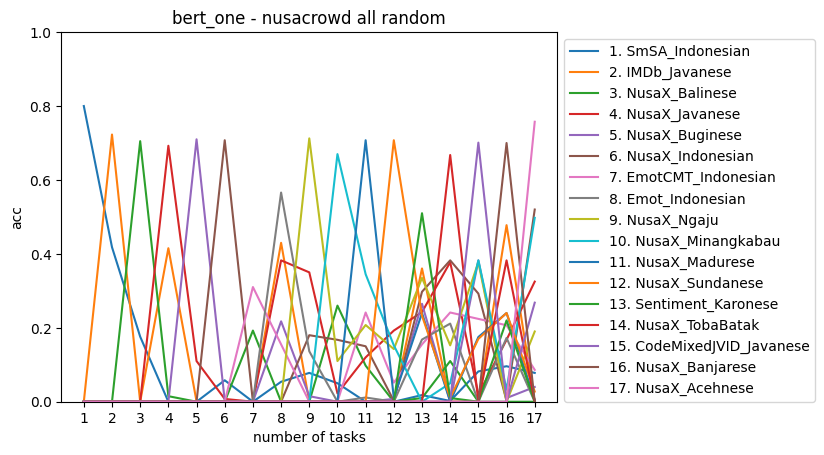 bert_one - nusacrowd all random
1.0
0.8
0.6
0.4
0.2
0.0
acc
1 2 3 4 5 6 7 8 9 10 11 12 13 14 15 16 17
number of tasks
1. SmSA_Indonesian
2. IMDb_Javanese
3. NusaX_Balinese
4. NusaX_Javanese
5. NusaX_Buginese
6. NusaX_Indonesian
7. EmotCMT_Indonesian
8. Emot_Indonesian
9. NusaX_Ngaju
10. NusaX_Minangkabau
11. NusaX_Madurese
12. NusaX_Sundanese
13. Sentiment_Karonese
14. NusaX_TobaBatak
15. CodeMixedJVID_Javanese
16. NusaX_Banjarese
17. NusaX_Acehnese